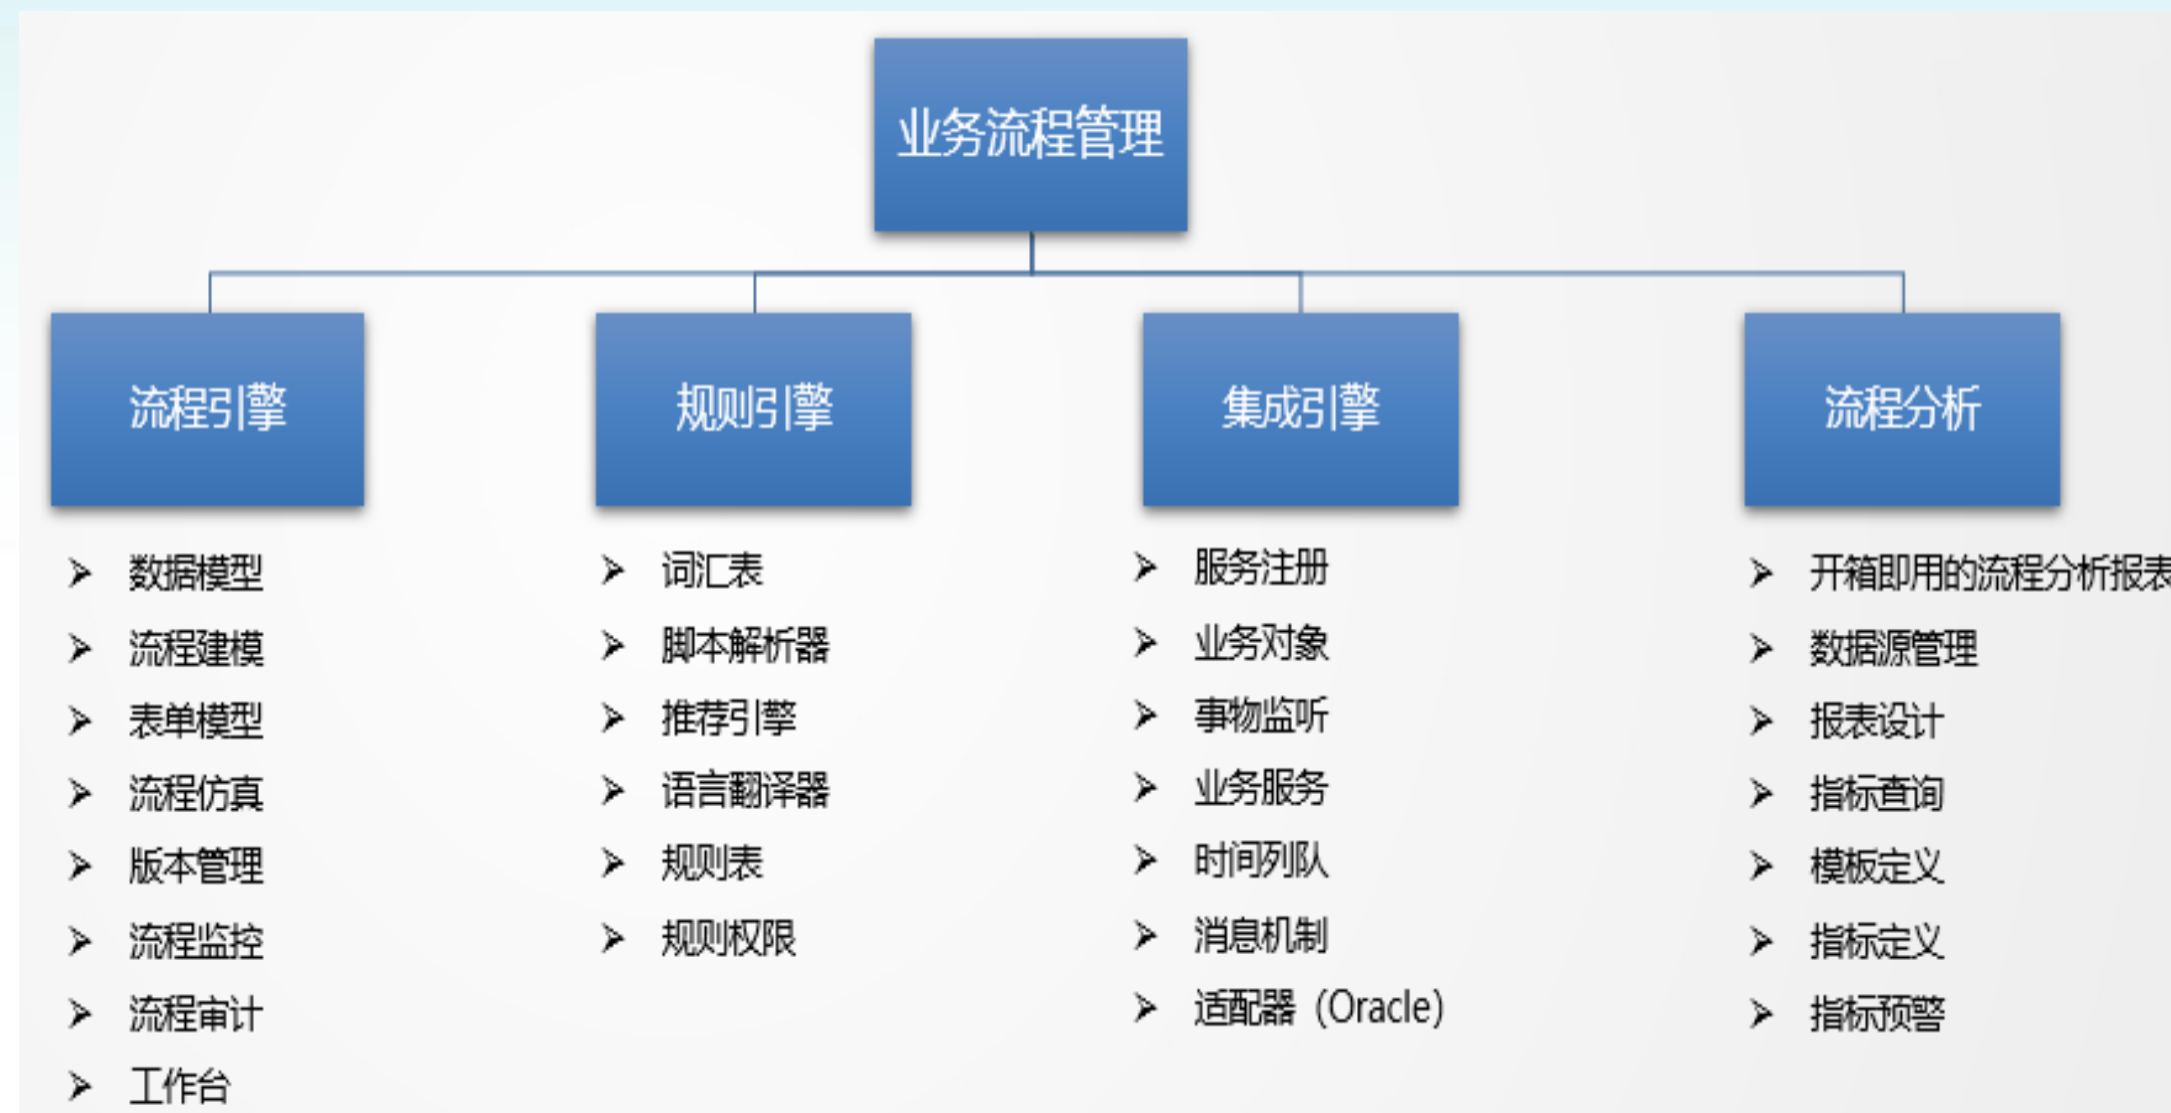 业务流程管理
流程引擎
规则引擎
集成引擎
流程分析
数据模型
流程建模
表单模型
流程仿真
版本管理
流程监控
流程审计
工作台
词汇表
脚本解析器
推荐引擎
语言翻译器
规则表
规则权限
服务注册
业务对象
事物监听
业务服务
时间列队
消息机制
适配器（Oracle）
开箱即用的流程分析报表
数据源管理
报表设计
指标查询
模板定义
指标定义
指标预警